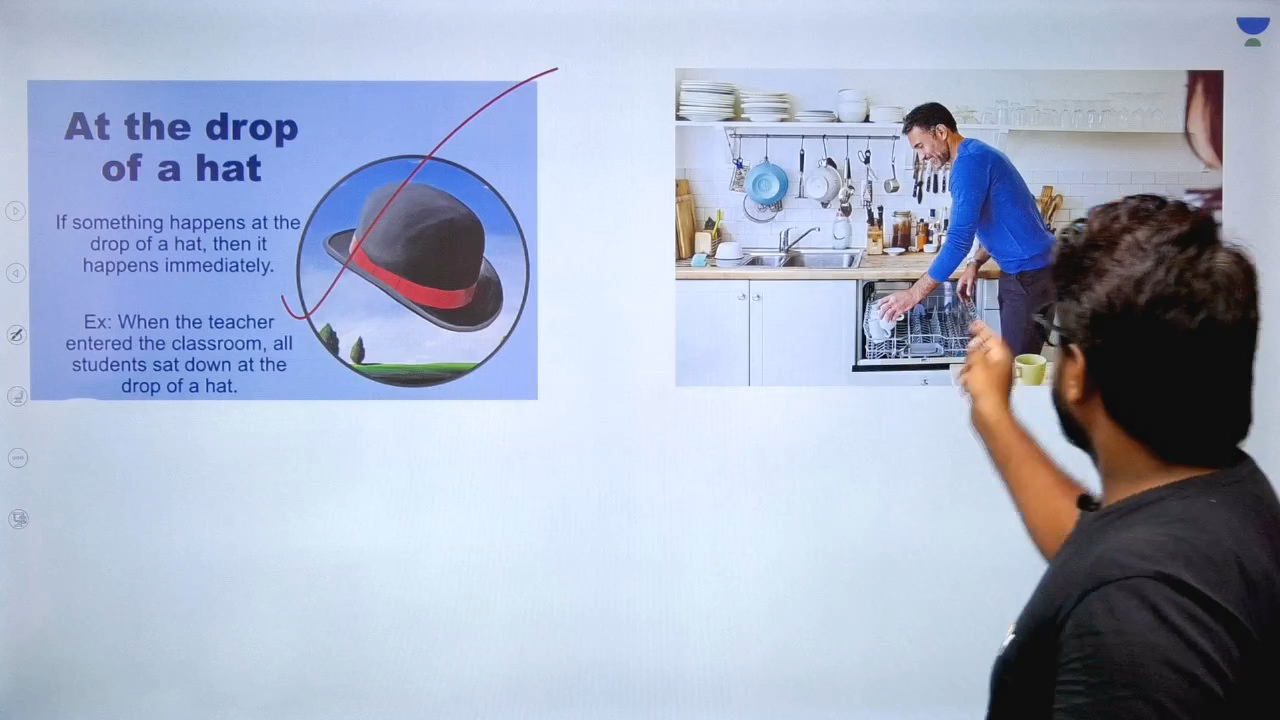 At the drop
of a hat
If something happens at the
drop of a hat, then it
happens immediately.
Ex: When the teacher
entered the classroom, all
students sat down at the
drop of a hat.